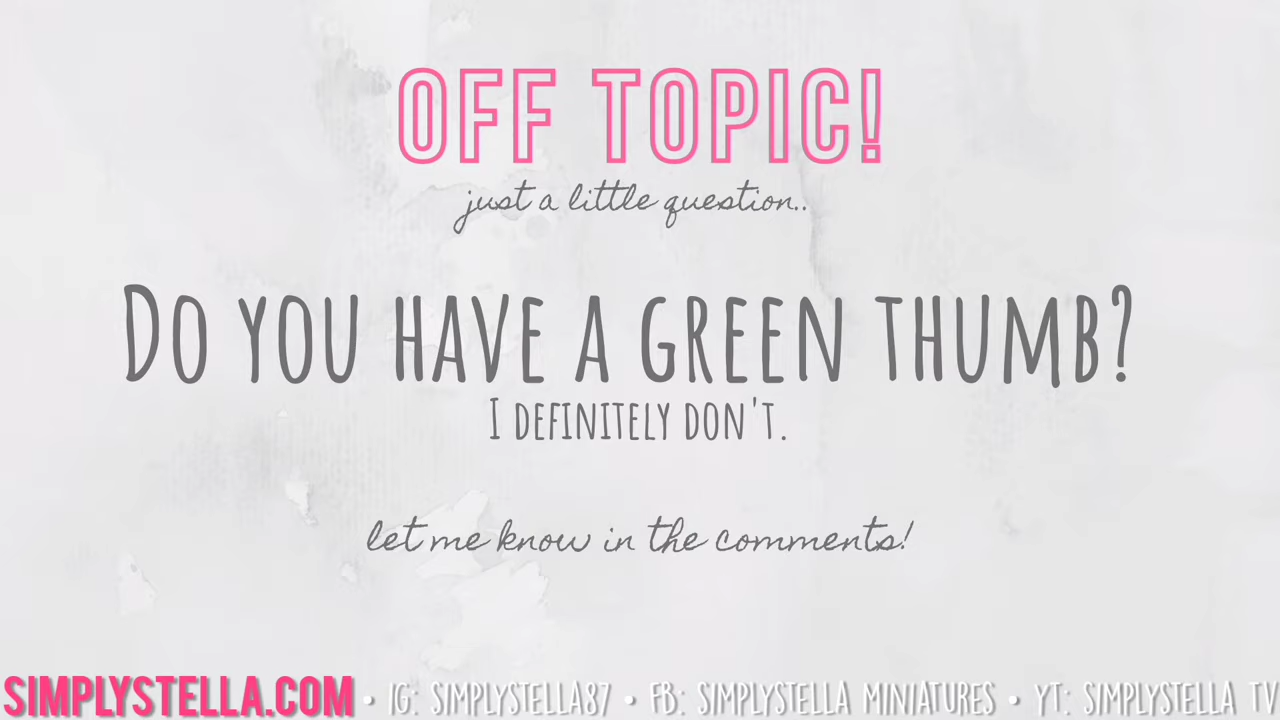 OFF TOPIC!
just a little question..
Do you have a green thumb?
I definitely don't.
let me know in the comments!
SIMPLYSTELLA.COM • IG: SIMPLYSTELLA87 • FB: SIMPLYSTELLA MINIATURES • YT: SIMPLYSTELLA TV